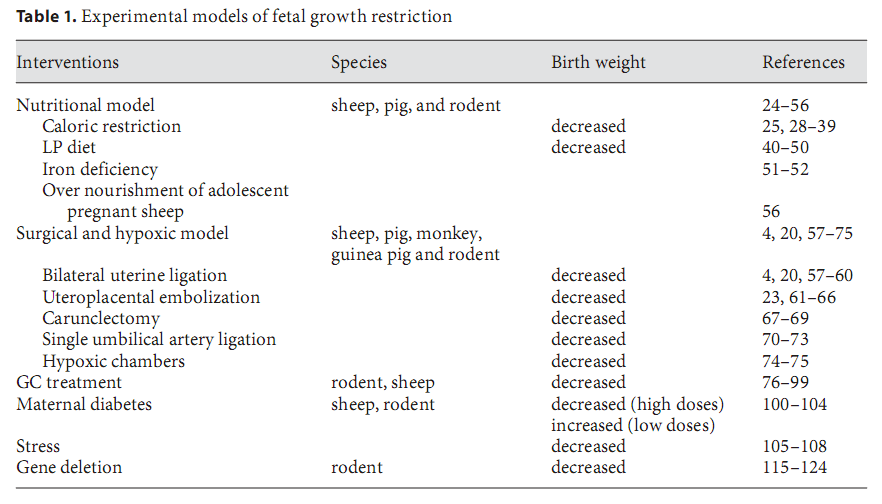 Table 1. Experimental models of fetal growth restriction
Interventions Species Birth weight References
Nutritional model sheep, pig, and rodent 24–56
Caloric restriction decreased 25, 28–39
LP diet decreased 40–50
Iron deficiency 51–52
Over nourishment of adolescent
pregnant sheep 56
Surgical and hypoxic model sheep, pig, monkey, 4, 20, 57–75
guinea pig and rodent
Bilateral uterine ligation decreased 4, 20, 57–60
Uteroplacental embolization decreased 23, 61–66
Carunclectomy decreased 67–69
Single umbilical artery ligation decreased 70–73
Hypoxic chambers decreased 74–75
GC treatment rodent, sheep decreased 76–99
Maternal diabetes sheep, rodent decreased (high doses) 100–104
increased (low doses)
Stress decreased 105–108
Gene deletion rodent decreased 115–124